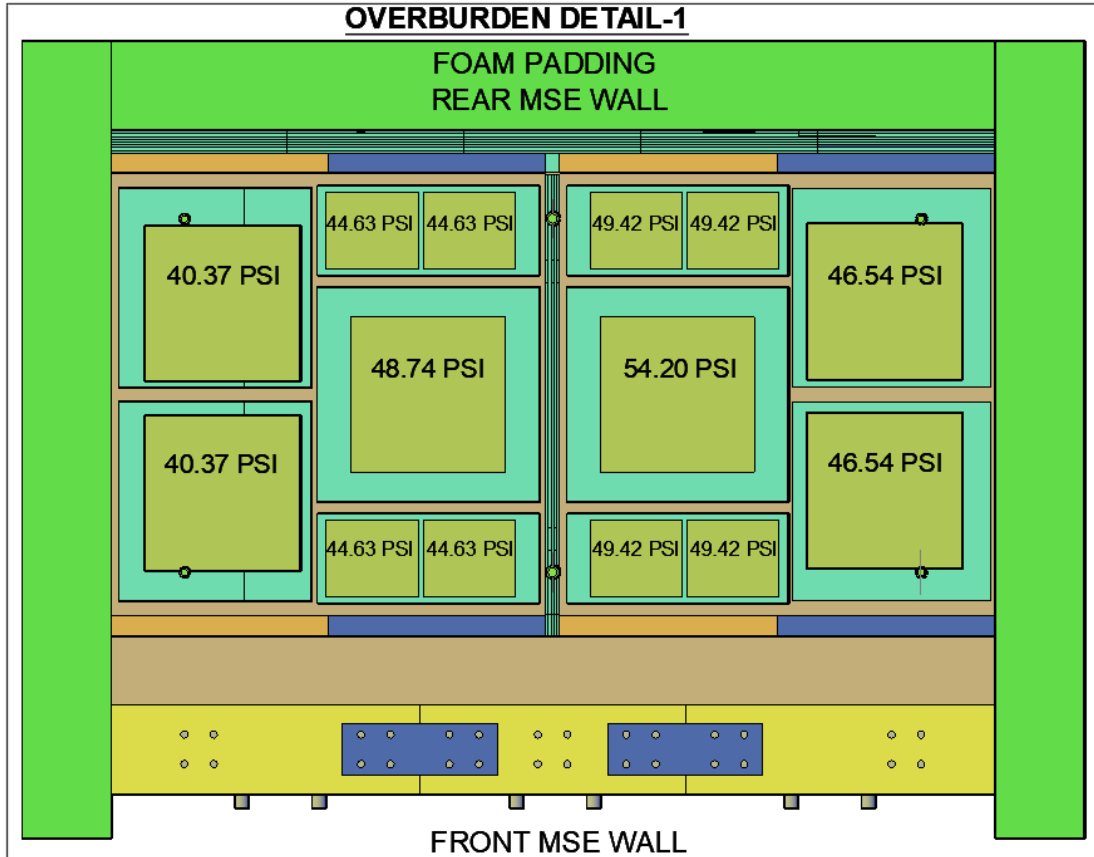 OVERBURDEN DETAIL-1
FOAM PADDING
REAR MSE WALL
44.63 PSI 44.63 PSI 49.42 PSI 49.42 PSI
40.37 PSI 46.54 PSI
48.74 PSI 54.20 PSI
40.37 PSI 46.54 PSI
44.63 PSI 44.63 PSI 49.42 PSI 49.42 PSI
FRONT MSE WALL